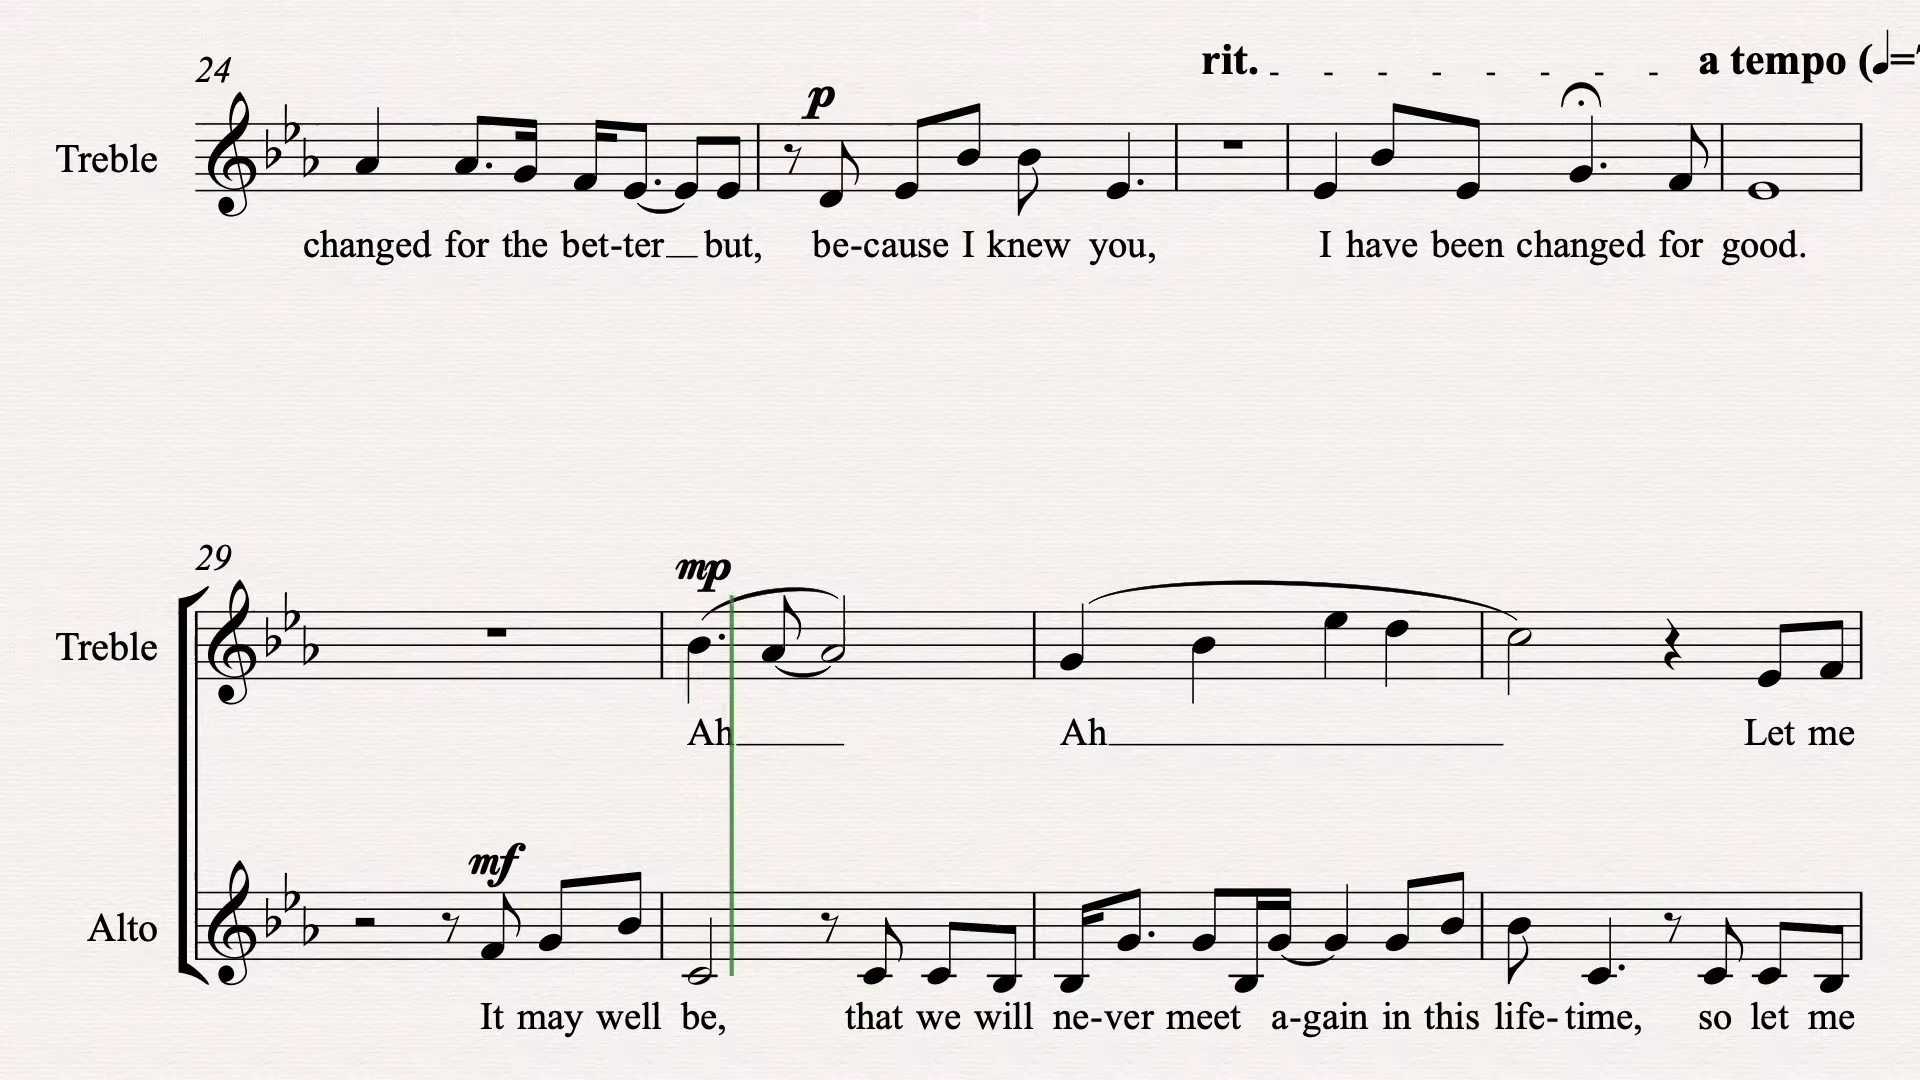 rit. a tempo (♩=
24
p
Treble
changed for the bet-ter but, be-cause I knew you, I have been changed for good.
29
mp
Treble
Ah Ah Let me
mf
Alto
It may well be, that we will ne-ver meet a-gain in this life-time, so let me